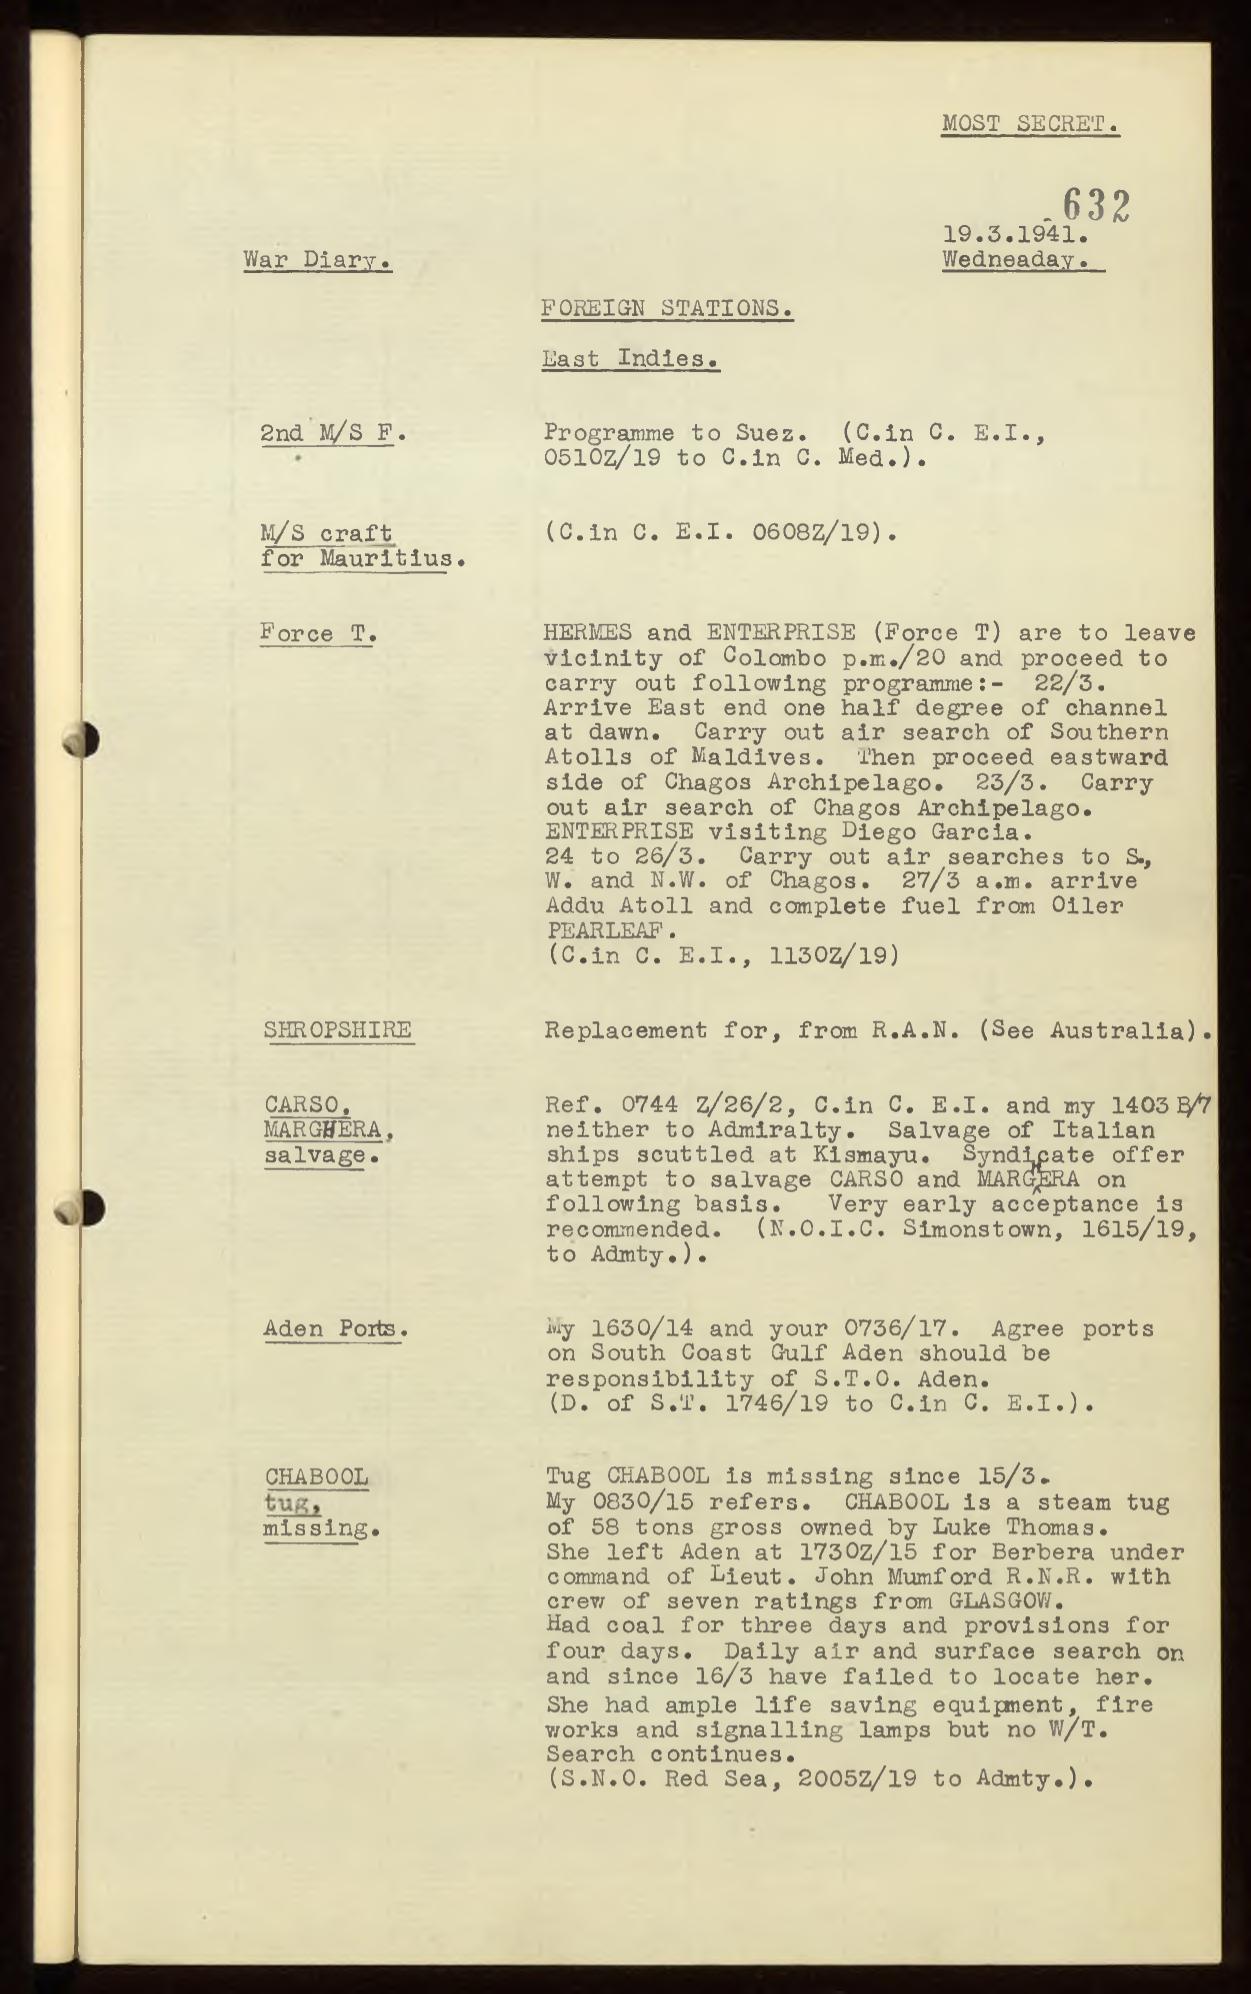 MOST SECRET.
632
19.3.1941.
War Diary.
Wedneaday.
FOREIGN STATIONS.
East Indies.
2nd M/S F.
Programme to Suez. (C.in C. E.I.,
0510Z/19 to C.in C. Med.).
M/S craft
for Mauritius.
(C.in C. E.I. 0608Z/19).
Force T.
HERMES and ENTERPRISE (Force T) are to leave
vicinity of Colombo p.m./20 and proceed to
carry out following programme:- 22/3.
Arrive East end one half degree of channel
at dawn. Carry out air search of Southern
Atolls of Maldives. Then proceed eastward
side of Chagos Archipelago. 23/3. Carry
out air search of Chagos Archipelago.
ENTERPRISE visiting Diego Garcia.
24 to 26/3. Carry out air searches to S.,
W. and N.W. of Chagos. 27/3 a.m. arrive
Addu Atoll and complete fuel from Oiler
PEARLEAF.
(C.in C. E.I., 1130Z/19)
SHROPSHIRE
Replacement for, from R.A.N. (See Australia).
CARSO,
MARGHERA,
salvage.
Ref. 0744 Z/26/2, C.in C. E.I. and my 1403 B/7
neither to Admiralty. Salvage of Italian
ships scuttled at Kismayu. Syndicate offer
attempt to salvage CARSO and MARGHERA on
following basis. Very early acceptance is
recommended. (N.O.I.C. Simonstown, 1615/19,
to Admty.).
Aden Ports.
My 1630/14 and your 0736/17. Agree ports
on South Coast Gulf Aden should be
responsibility of S.T.O. Aden.
(D. of S.T. 1746/19 to C.in C. E.I.).
CHABOOL
tug,
missing.
Tug CHABOOL is missing since 15/3.
My 0830/15 refers. CHABOOL is a steam tug
of 58 tons gross owned by Luke Thomas.
She left Aden at 1730Z/15 for Berbera under
command of Lieut. John Mumford R.N.R. with
crew of seven ratings from GLASGOW.
Had coal for three days and provisions for
four days. Daily air and surface search on
and since 16/3 have failed to locate her.
She had ample life saving equipment, fire
works and signalling lamps but no W/T.
Search continues.
(S.N.O. Red Sea, 2005Z/19 to Admty.).